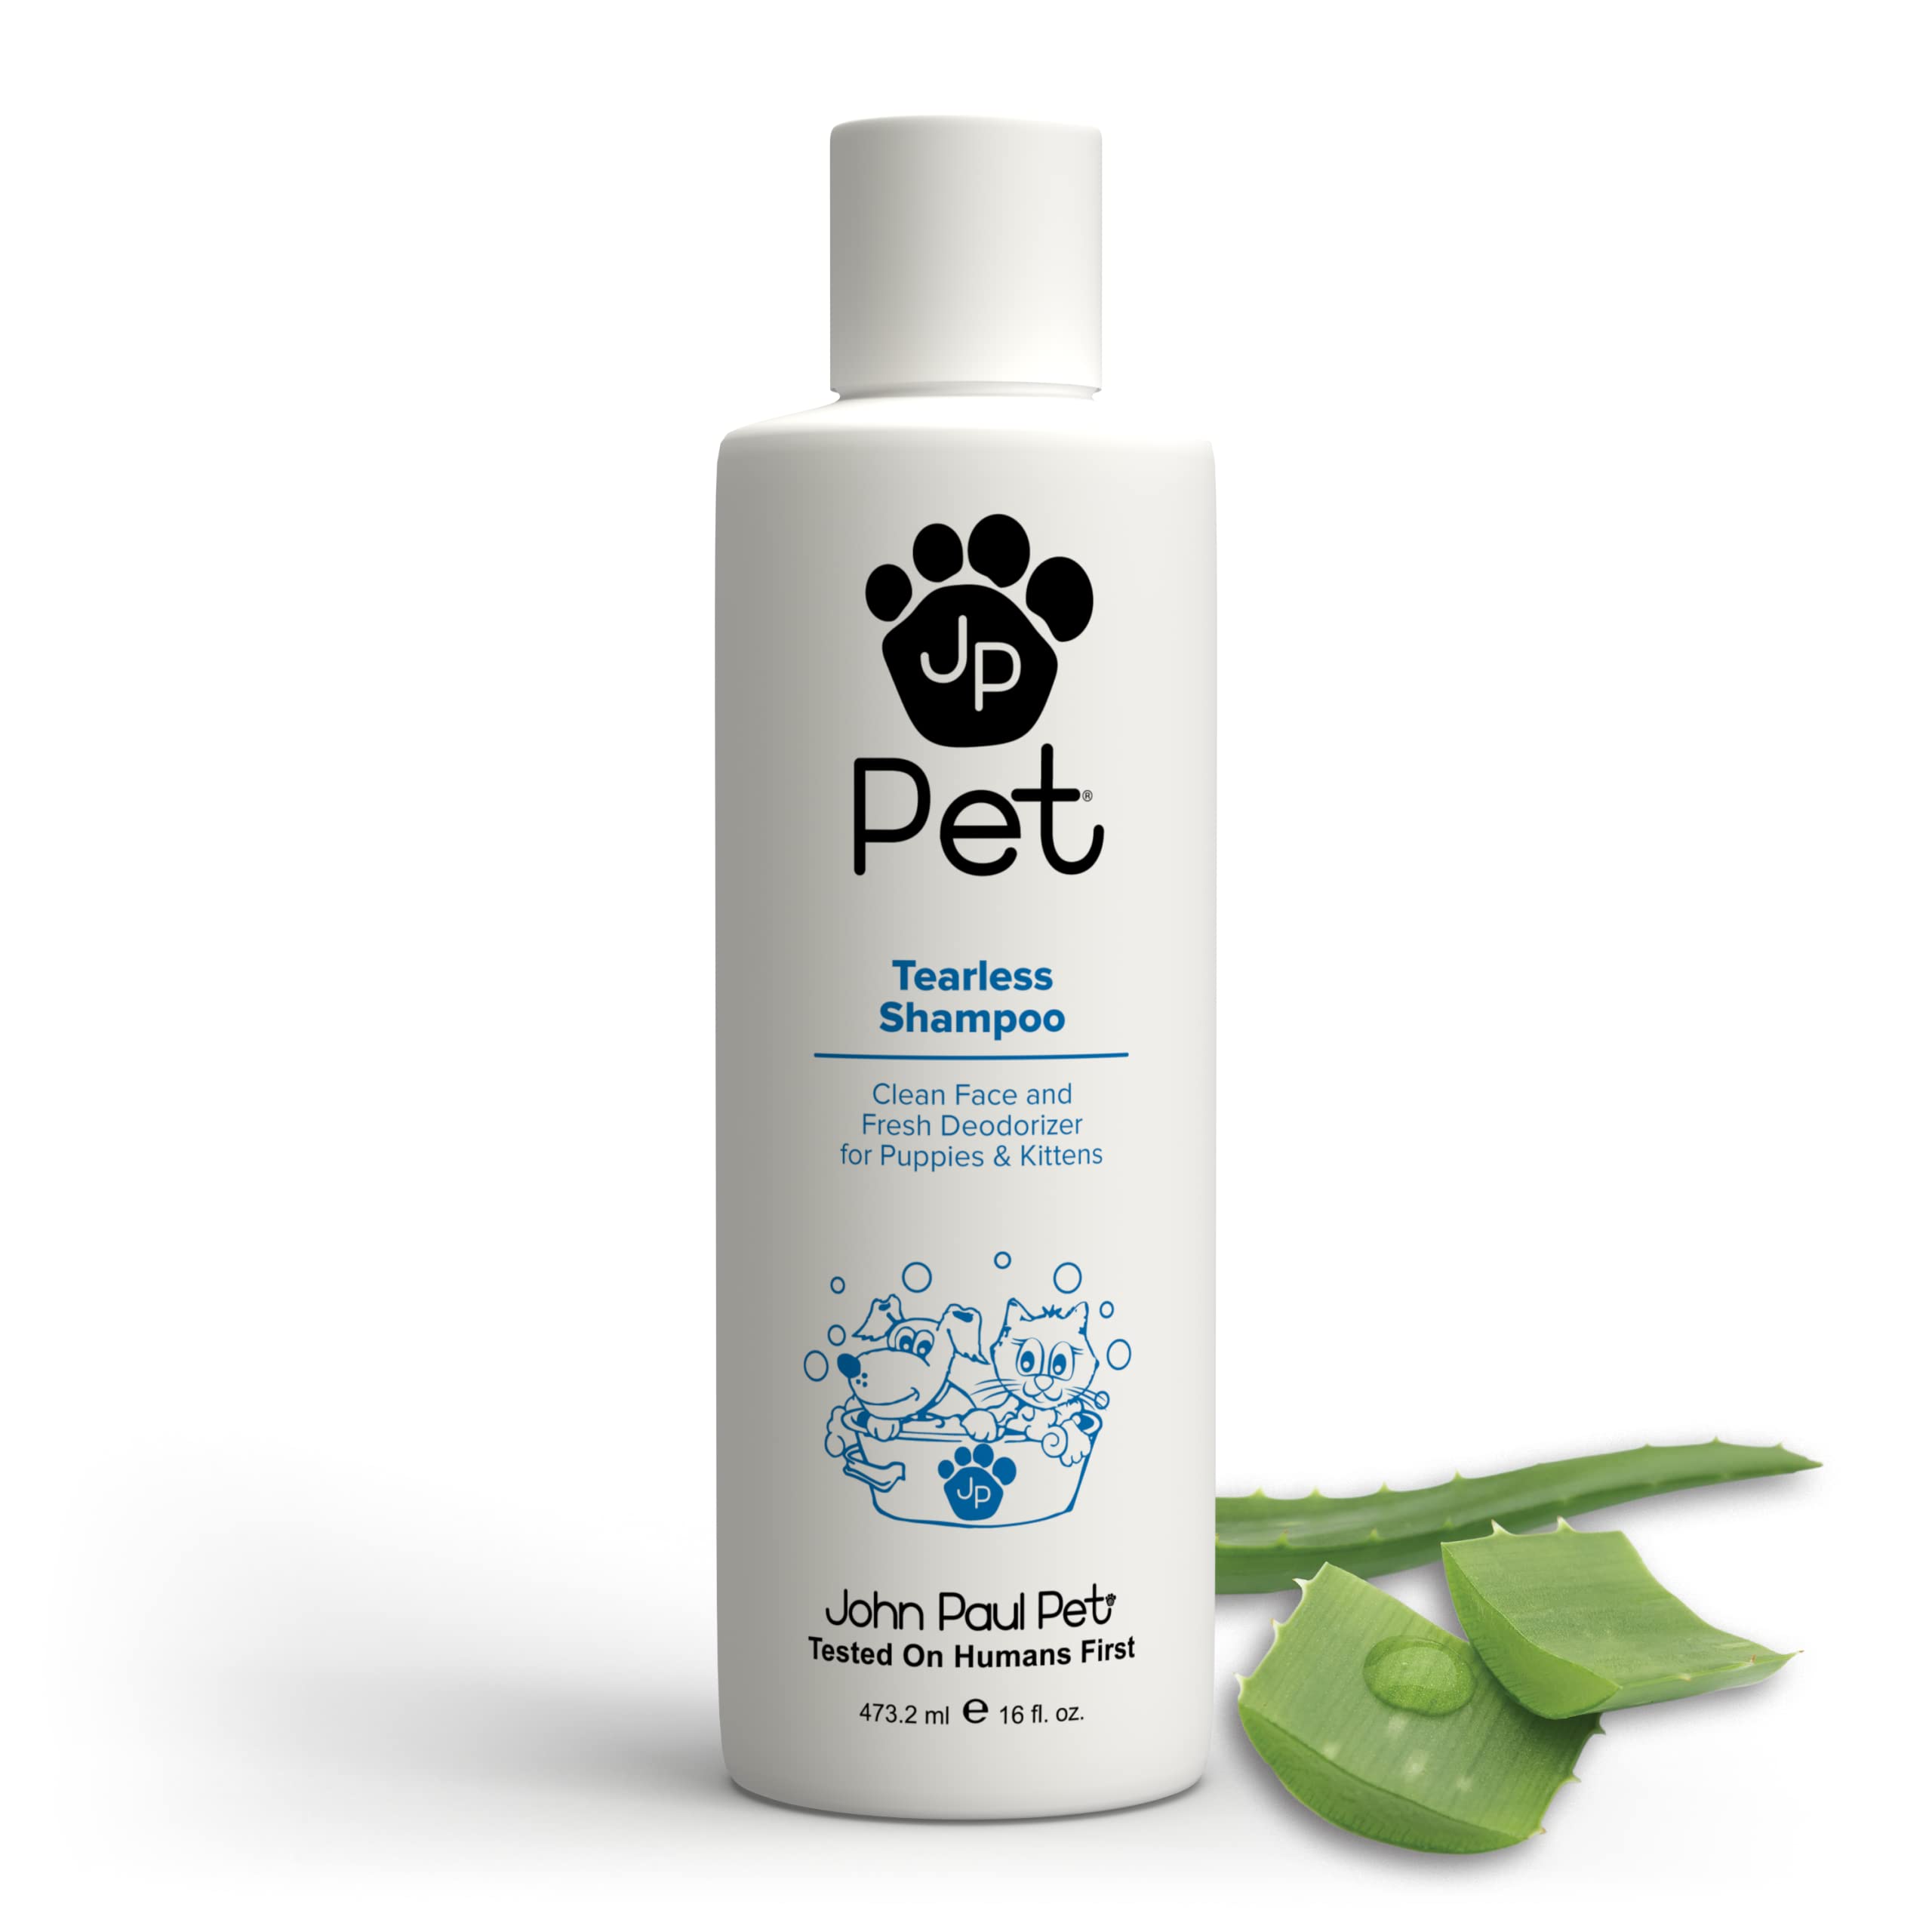 JP
Pet®
Tearless
Shampoo
Clean Face and
Fresh Deodorizer
for Puppies & Kittens
JP
John Paul Pet
Tested On Humans First
473.2 ml e 16 fl. oz.